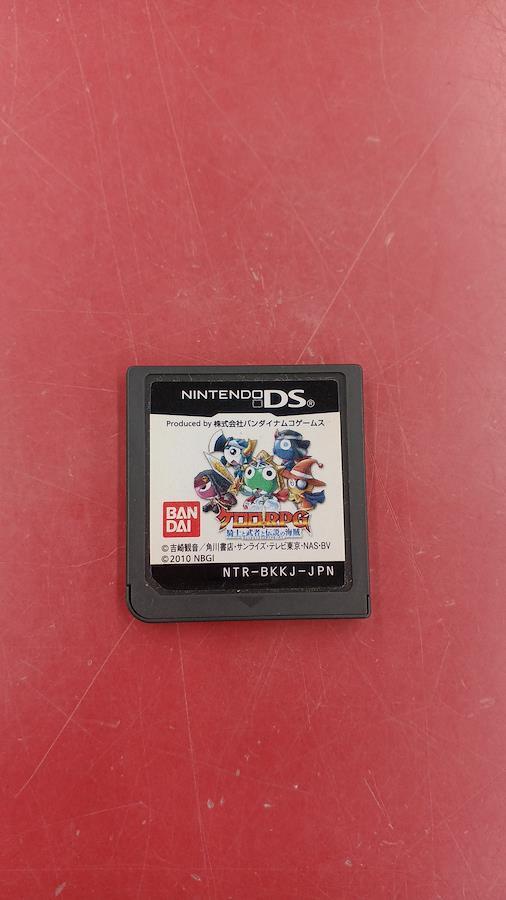 NINTENDO DS®
Produced by 株式会社バンダイナムコゲームス
BAN
DAI
ケロロRPG
騎士と武者と伝説の海賊
©吉崎観音／角川書店・サンライズ・テレビ東京・NAS・BV
©2010 NBGI
NTR-BKKJ-JPN